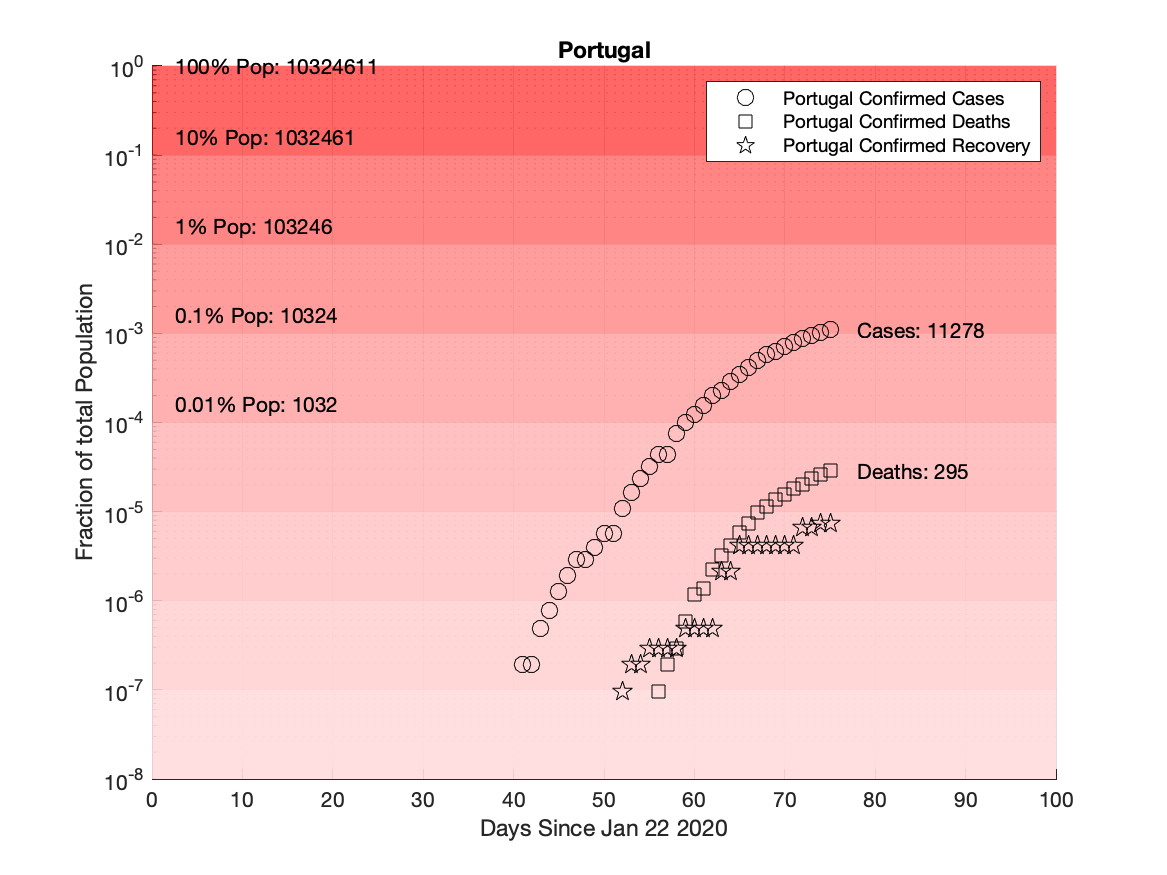 Portugal
10^0
100% Pop: 10324611
Portugal Confirmed Cases
Portugal Confirmed Deaths
Portugal Confirmed Recovery
10% Pop: 1032461
10^-1
1% Pop: 103246
10^-2
0.1% Pop: 10324
10^-3
Cases: 11278
0.01% Pop: 1032
10^-4
Deaths: 295
10^-5
10^-6
10^-7
10^-8
Fraction of total Population
0 10 20 30 40 50 60 70 80 90 100
Days Since Jan 22 2020